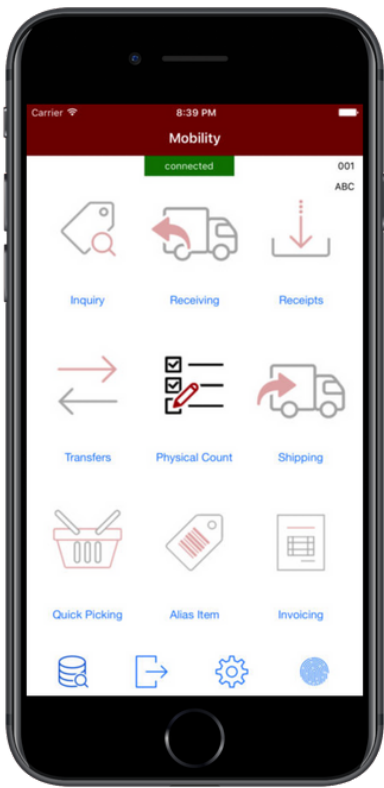 Carrier 8:39 PM
Mobility
connected 001
ABC
Inquiry Receiving Receipts
Transfers Physical Count Shipping
Quick Picking Alias Item Invoicing